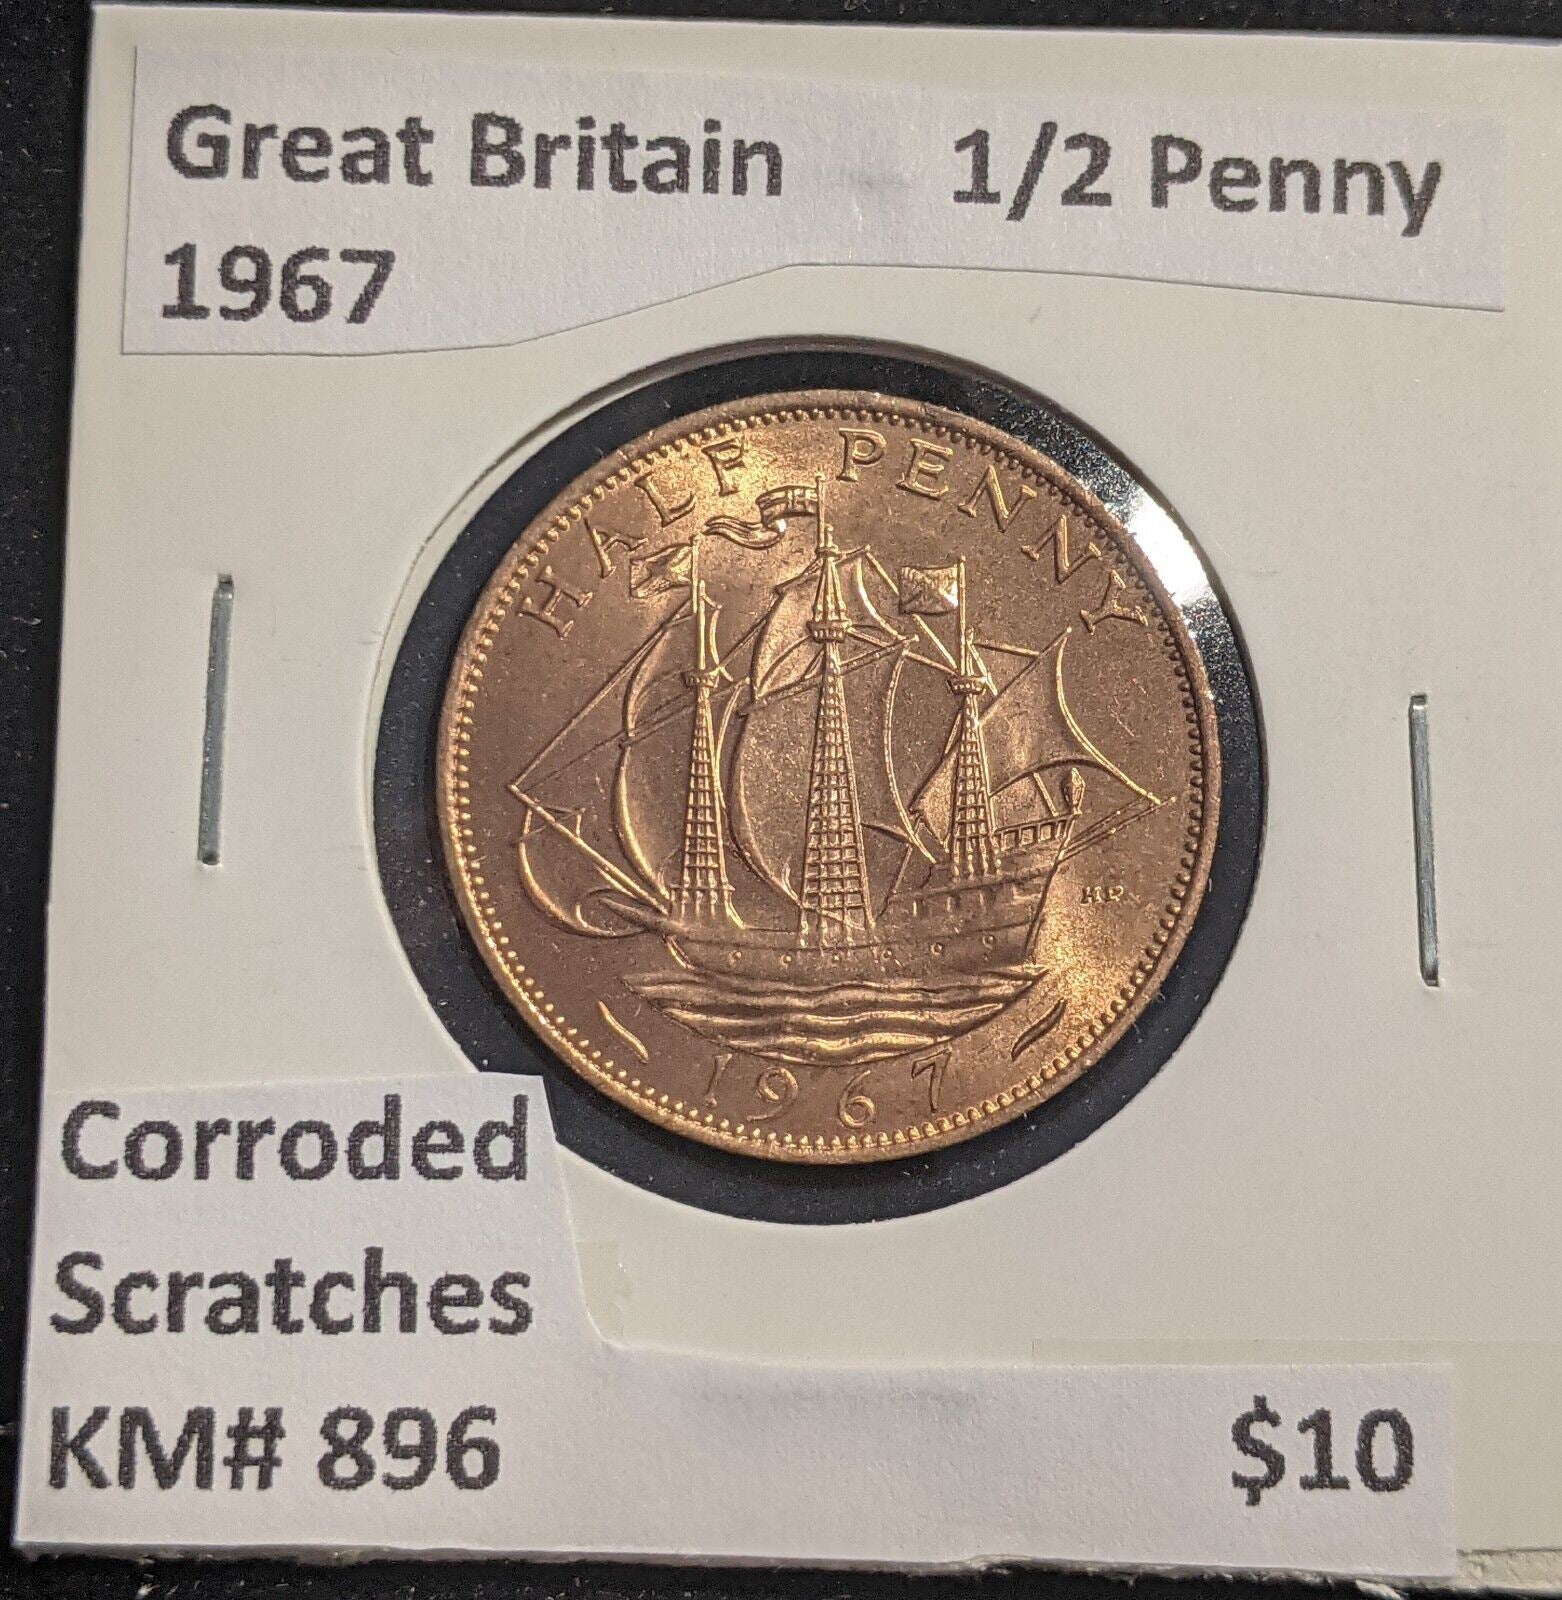 Great Britain 1/2 Penny
1967
HALF PENNY
HP
1967
Corroded
Scratches
KM# 896 $10